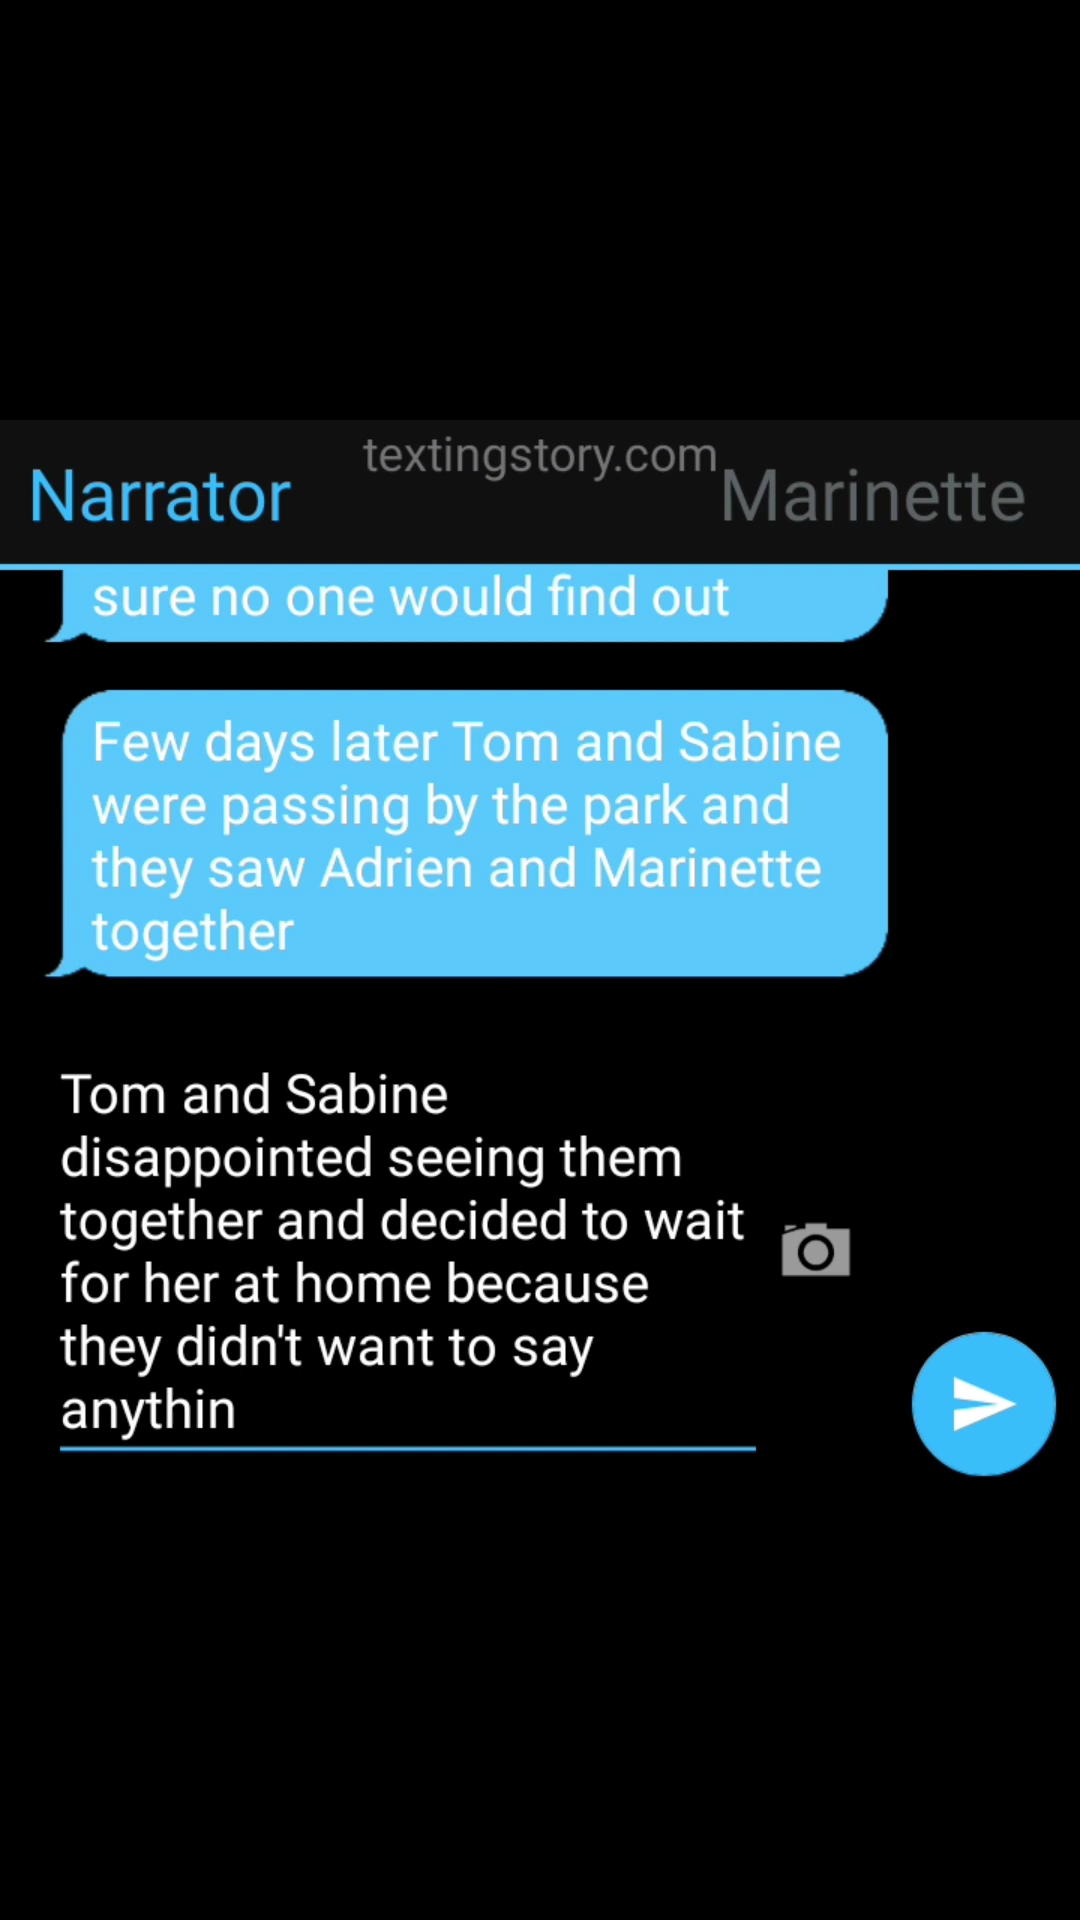 textingstory.com
Narrator
Marinette
sure no one would find out
Few days later Tom and Sabine
were passing by the park and
they saw Adrien and Marinette
together
Tom and Sabine
disappointed seeing them
together and decided to wait
for her at home because
they didn't want to say
anythin